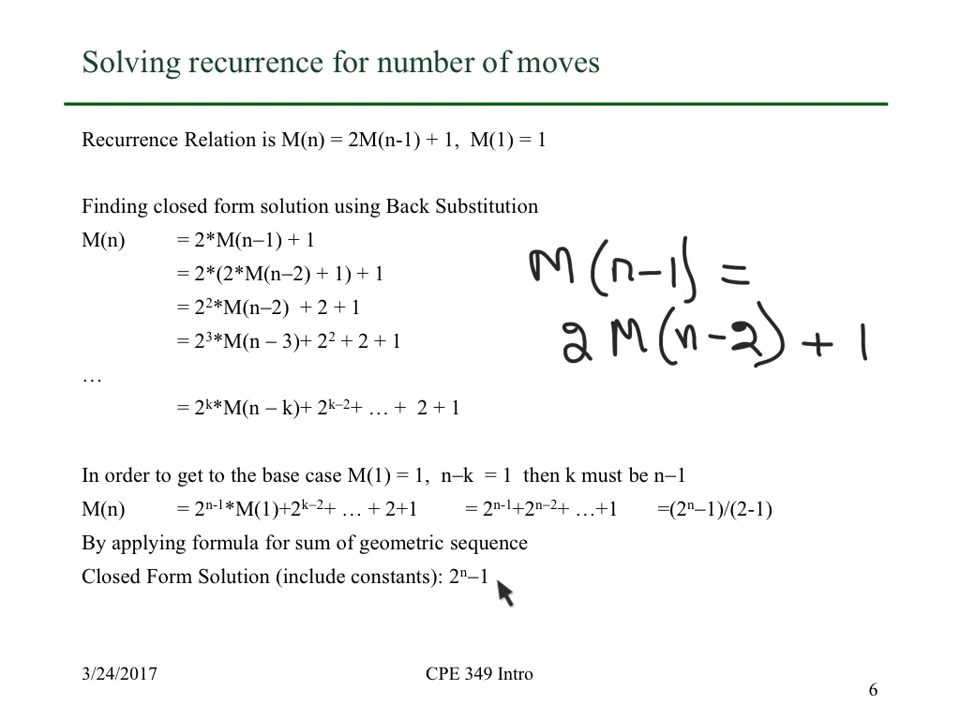 Solving recurrence for number of moves
Recurrence Relation is M(n) = 2M(n-1) + 1,  M(1) = 1
Finding closed form solution using Back Substitution
M(n) = 2*M(n−1) + 1
= 2*(2*M(n−2) + 1) + 1
= 2²*M(n−2)  + 2 + 1
= 2³*M(n – 3)+ 2² + 2 + 1
…
= 2ᵏ*M(n – k)+ 2ᵏ⁻²+ … +  2 + 1
M(n-1) =
2 M(n-2) + 1
In order to get to the base case M(1) = 1,  n−k  = 1  then k must be n−1
M(n) = 2ⁿ⁻¹*M(1)+2ᵏ⁻²+ … + 2+1 = 2ⁿ⁻¹+2ⁿ⁻²+ …+1 =(2ⁿ−1)/(2-1)
By applying formula for sum of geometric sequence
Closed Form Solution (include constants): 2ⁿ−1
3/24/2017 CPE 349 Intro 6